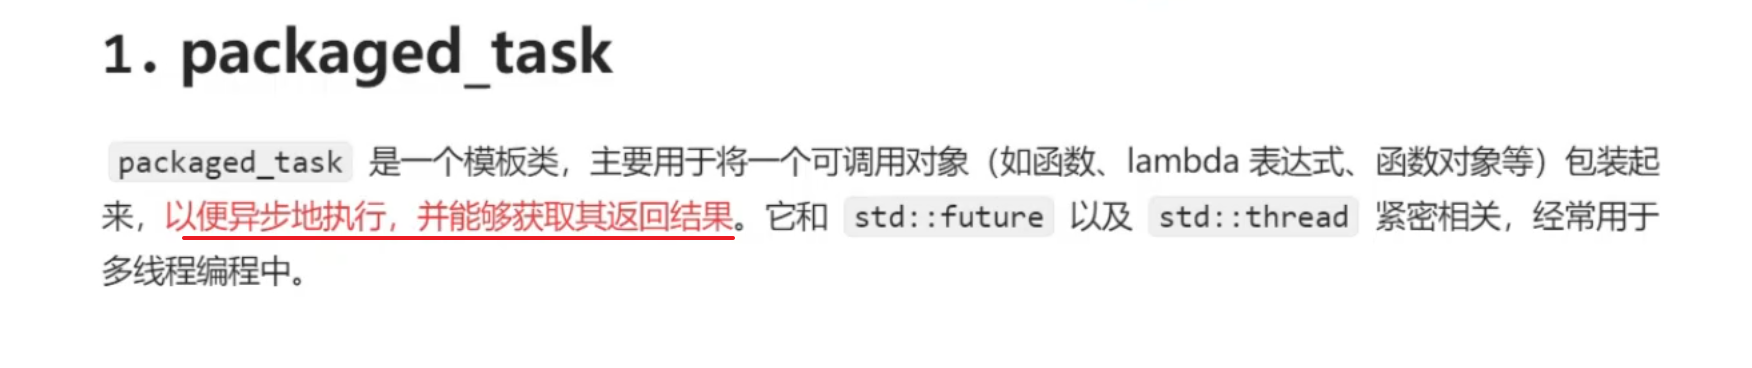 1. packaged_task
packaged_task 是一个模板类，主要用于将一个可调用对象（如函数、lambda 表达式、函数对象等）包装起
来，以便异步地执行，并能够获取其返回结果。它和 std::future 以及 std::thread 紧密相关，经常用于
多线程编程中。